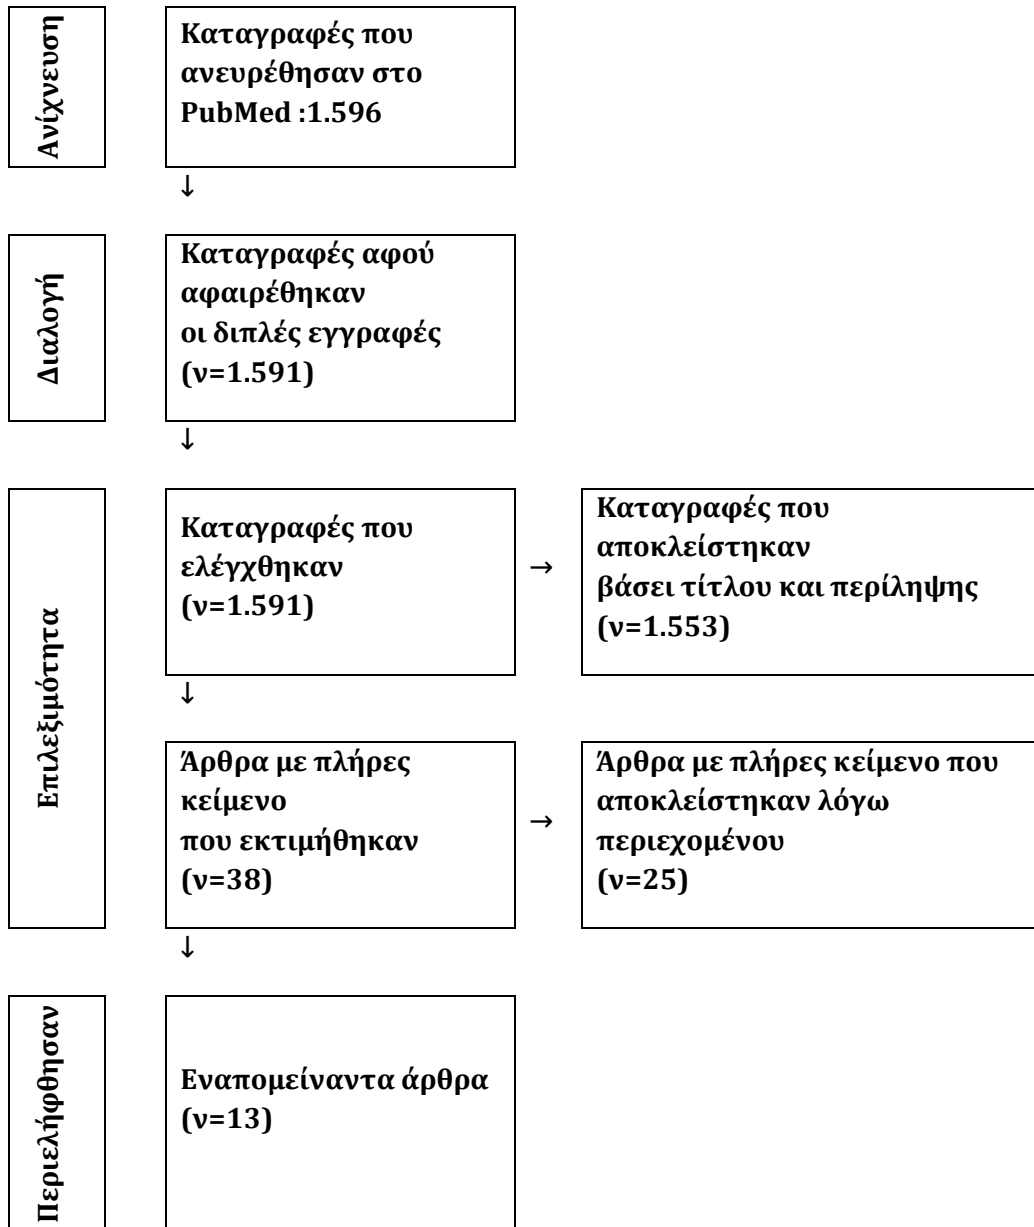 Ανίχνευση
Καταγραφές που
ανευρέθησαν στο
PubMed :1.596
↓
Διαλογή
Καταγραφές αφού
αφαιρέθηκαν
οι διπλές εγγραφές
(ν=1.591)
↓
Επιλεξιμότητα
Καταγραφές που
ελέγχθηκαν
(ν=1.591)
→
Καταγραφές που
αποκλείστηκαν
βάσει τίτλου και περίληψης
(ν=1.553)
↓
Άρθρα με πλήρες
κείμενο
που εκτιμήθηκαν
(ν=38)
→
Άρθρα με πλήρες κείμενο που
αποκλείστηκαν λόγω
περιεχομένου
(ν=25)
↓
Περιελήφθησαν
Εναπομείναντα άρθρα
(ν=13)